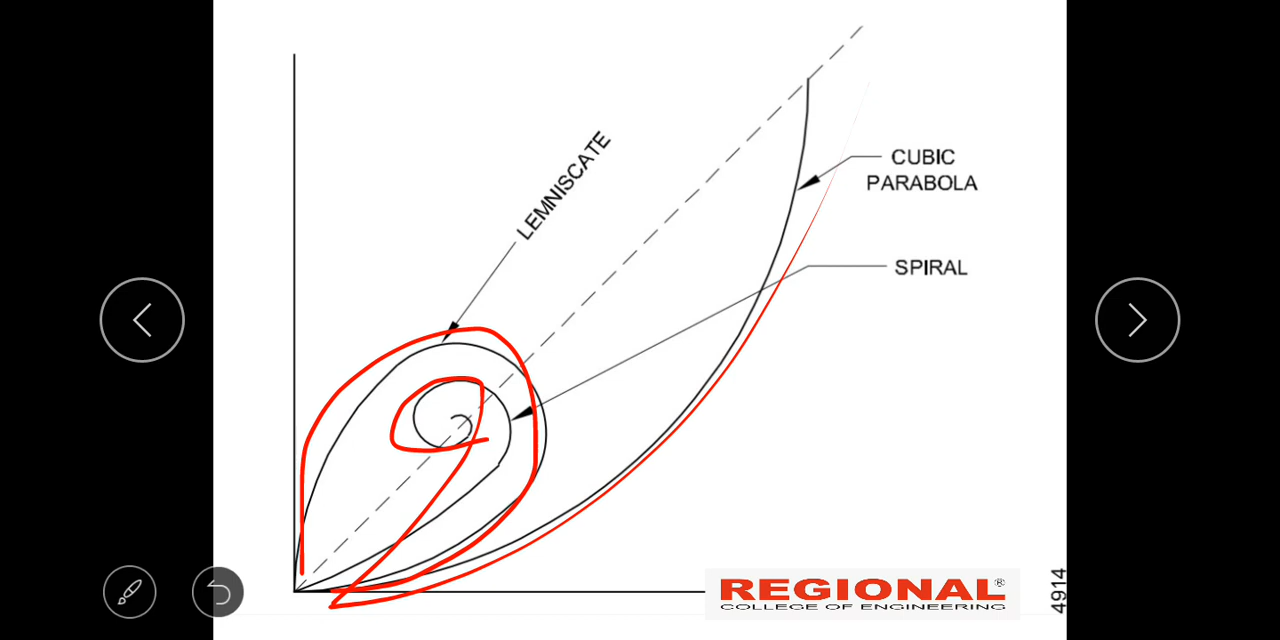 LEMNISCATE
CUBIC
PARABOLA
SPIRAL
REGIONAL®
COLLEGE OF ENGINEERING
4914